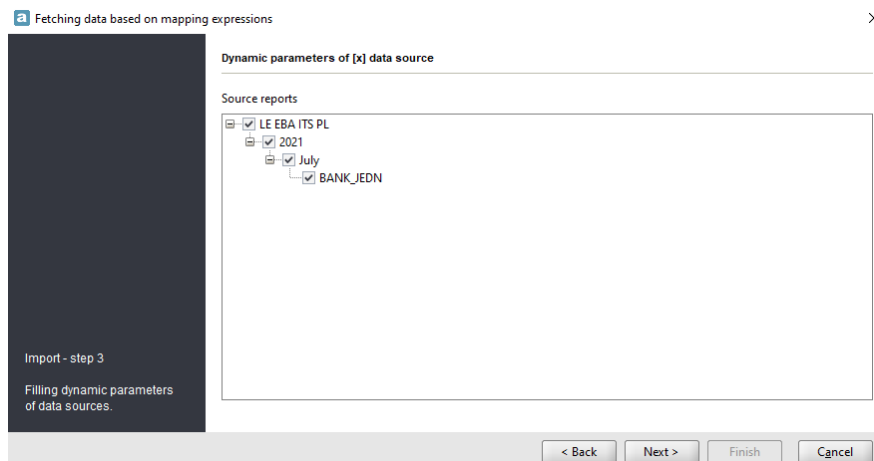 a Fetching data based on mapping expressions
Dynamic parameters of [x] data source
Source reports
LE EBA ITS PL
2021
July
BANK_JEDN
Import - step 3
Filling dynamic parameters
of data sources.
< Back Next > Finish Cancel